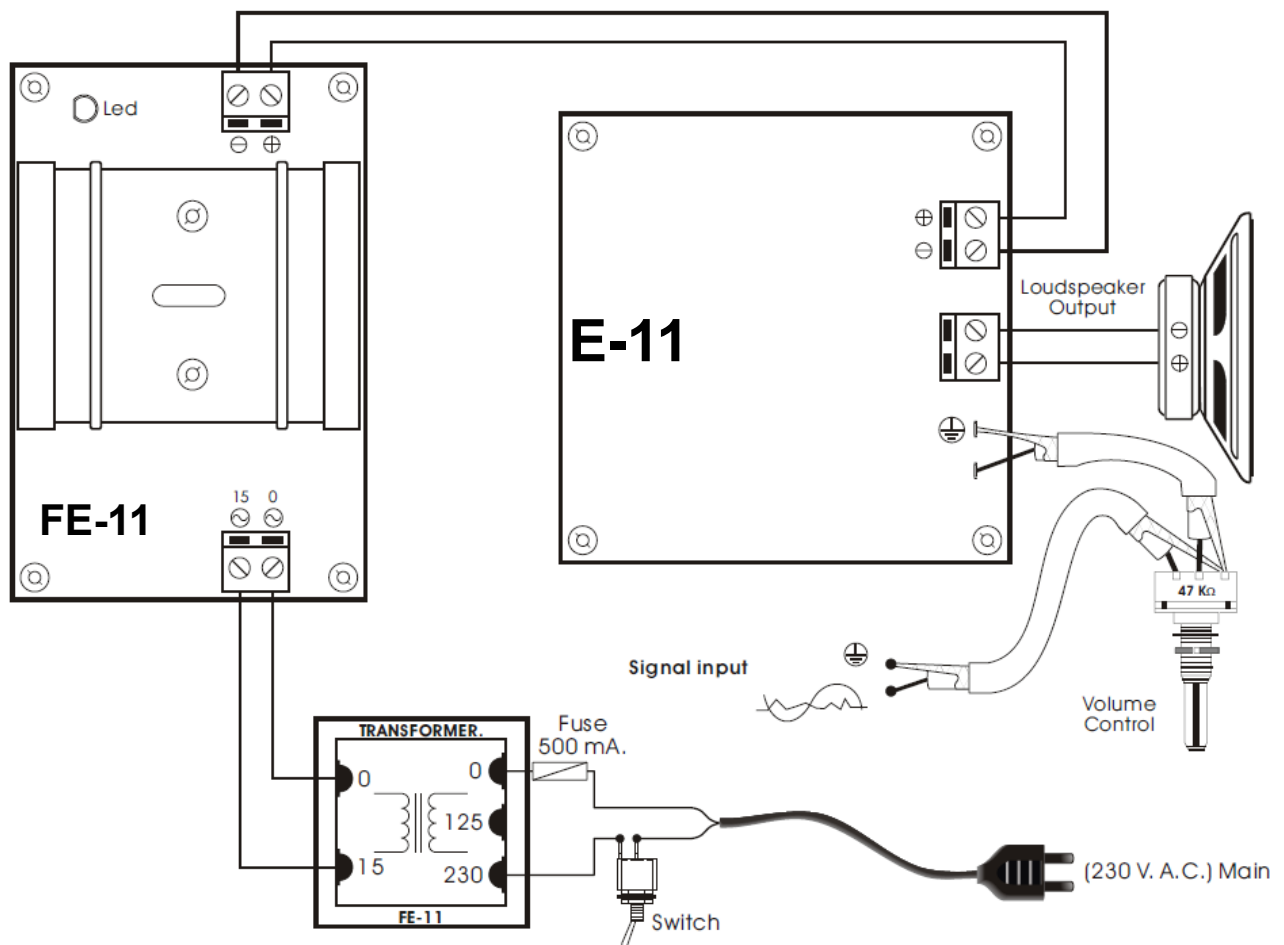 Led
⊖ ⊕
⊕
⊖
Loudspeaker
Output
⊖
⊕
E-11
15 0
FE-11
47 KΩ
Signal input
Volume
Control
TRANSFORMER.
Fuse
500 mA.
0 0
125
15 230
FE-11
Switch
(230 V. A.C.) Main